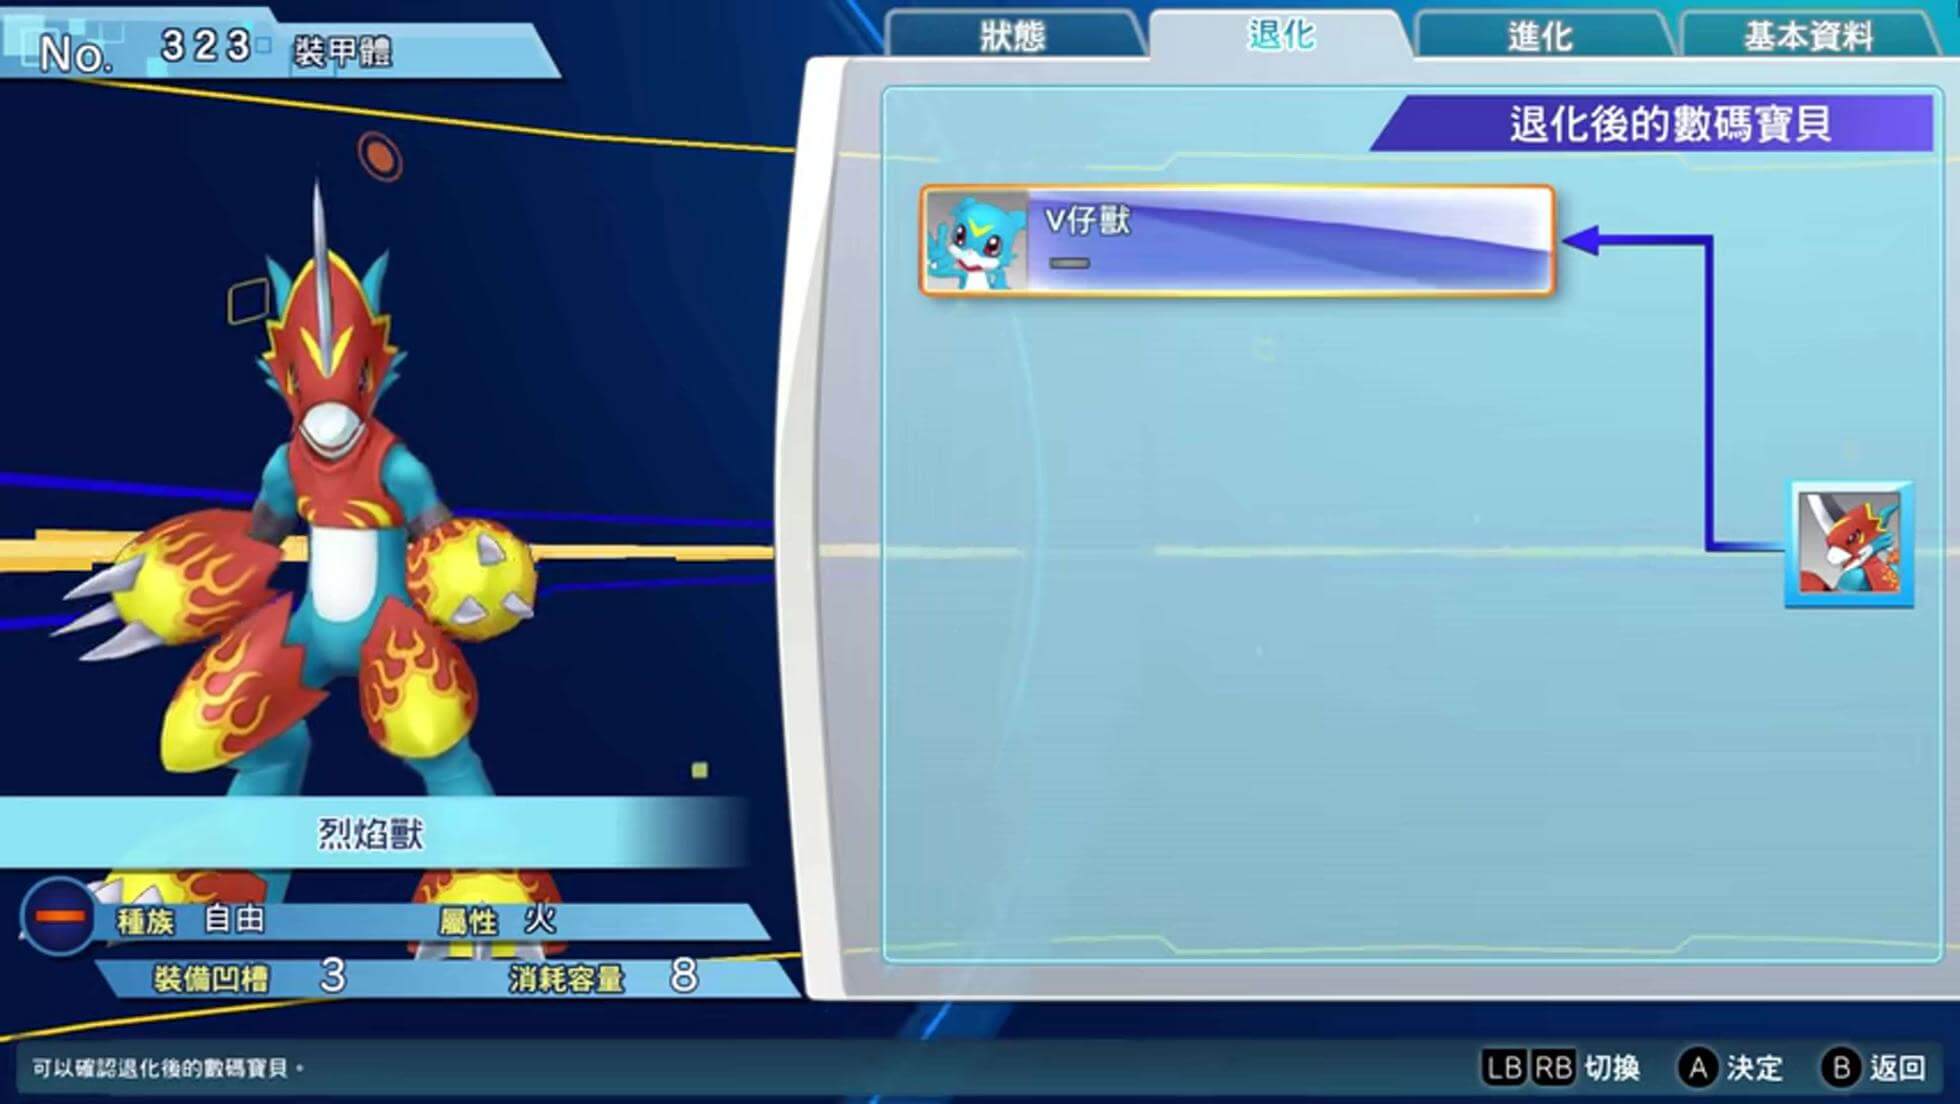 No. 323 裝甲體
狀態 退化 進化 基本資料
退化後的數碼寶貝
V仔獸
烈焰獸
種族 自由 屬性 火
裝備凹槽 3 消耗容量 8
可以確認退化後的數碼寶貝。
LB RB 切換 A 決定 B 返回